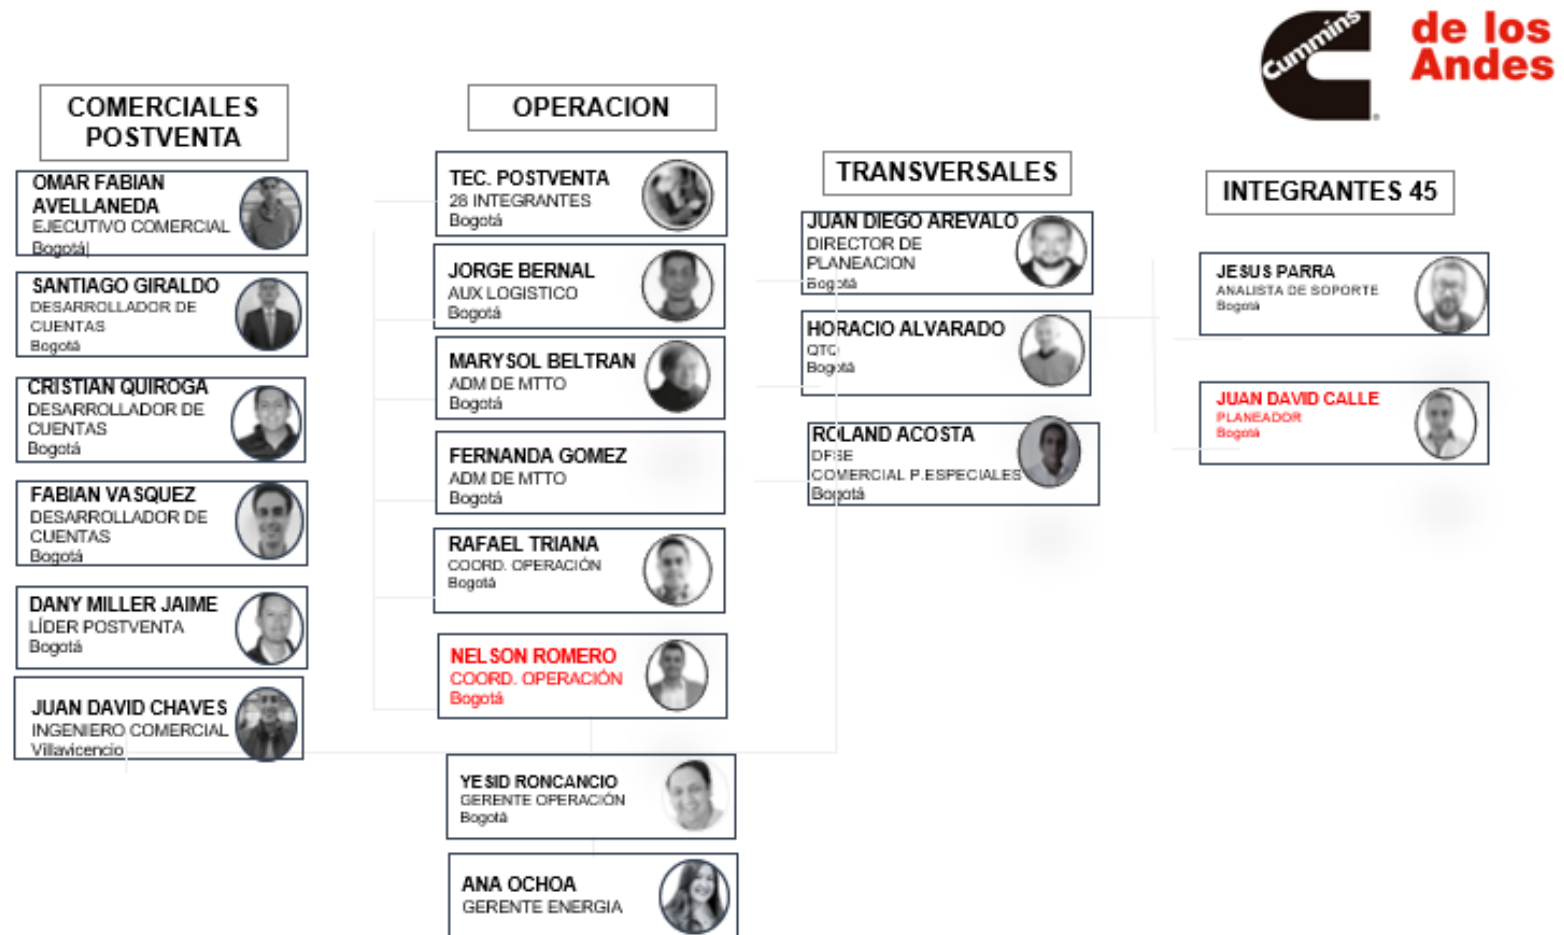 Cummins
de los
Andes
COMERCIALES
POSTVENTA
OMAR FABIAN
AVELLANEDA
EJECUTIVO COMERCIAL
Bogotá|
SANTIAGO GIRALDO
DESARROLLADOR DE
CUENTAS
Bogotá
CRISTIAN QUIROGA
DESARROLLADOR DE
CUENTAS
Bogotá
FABIAN VASQUEZ
DESARROLLADOR DE
CUENTAS
Bogotá
DANY MILLER JAIME
LÍDER POSTVENTA
Bogotá
JUAN DAVID CHAVES
INGENIERO COMERCIAL
Villavicencio
OPERACION
TEC. POSTVENTA
28 INTEGRANTES
Bogotá
JORGE BERNAL
AUX LOGISTICO
Bogotá
MARYSOL BELTRAN
ADM DE MTTO
Bogotá
FERNANDA GOMEZ
ADM DE MTTO
Bogotá
RAFAEL TRIANA
COORD. OPERACIÓN
Bogotá
NELSON ROMERO
COORD. OPERACIÓN
Bogotá
YESID RONCANCIO
GERENTE OPERACIÓN
Bogotá
ANA OCHOA
GERENTE ENERGIA
TRANSVERSALES
JUAN DIEGO AREVALO
DIRECTOR DE
PLANEACION
Bogotá
HORACIO ALVARADO
QTC
Bogotá
ROLAND ACOSTA
DFSE
COMERCIAL P.ESPECIALES
Bogotá
INTEGRANTES 45
JESUS PARRA
ANALISTA DE SOPORTE
Bogotá
JUAN DAVID CALLE
PLANEADOR
Bogotá